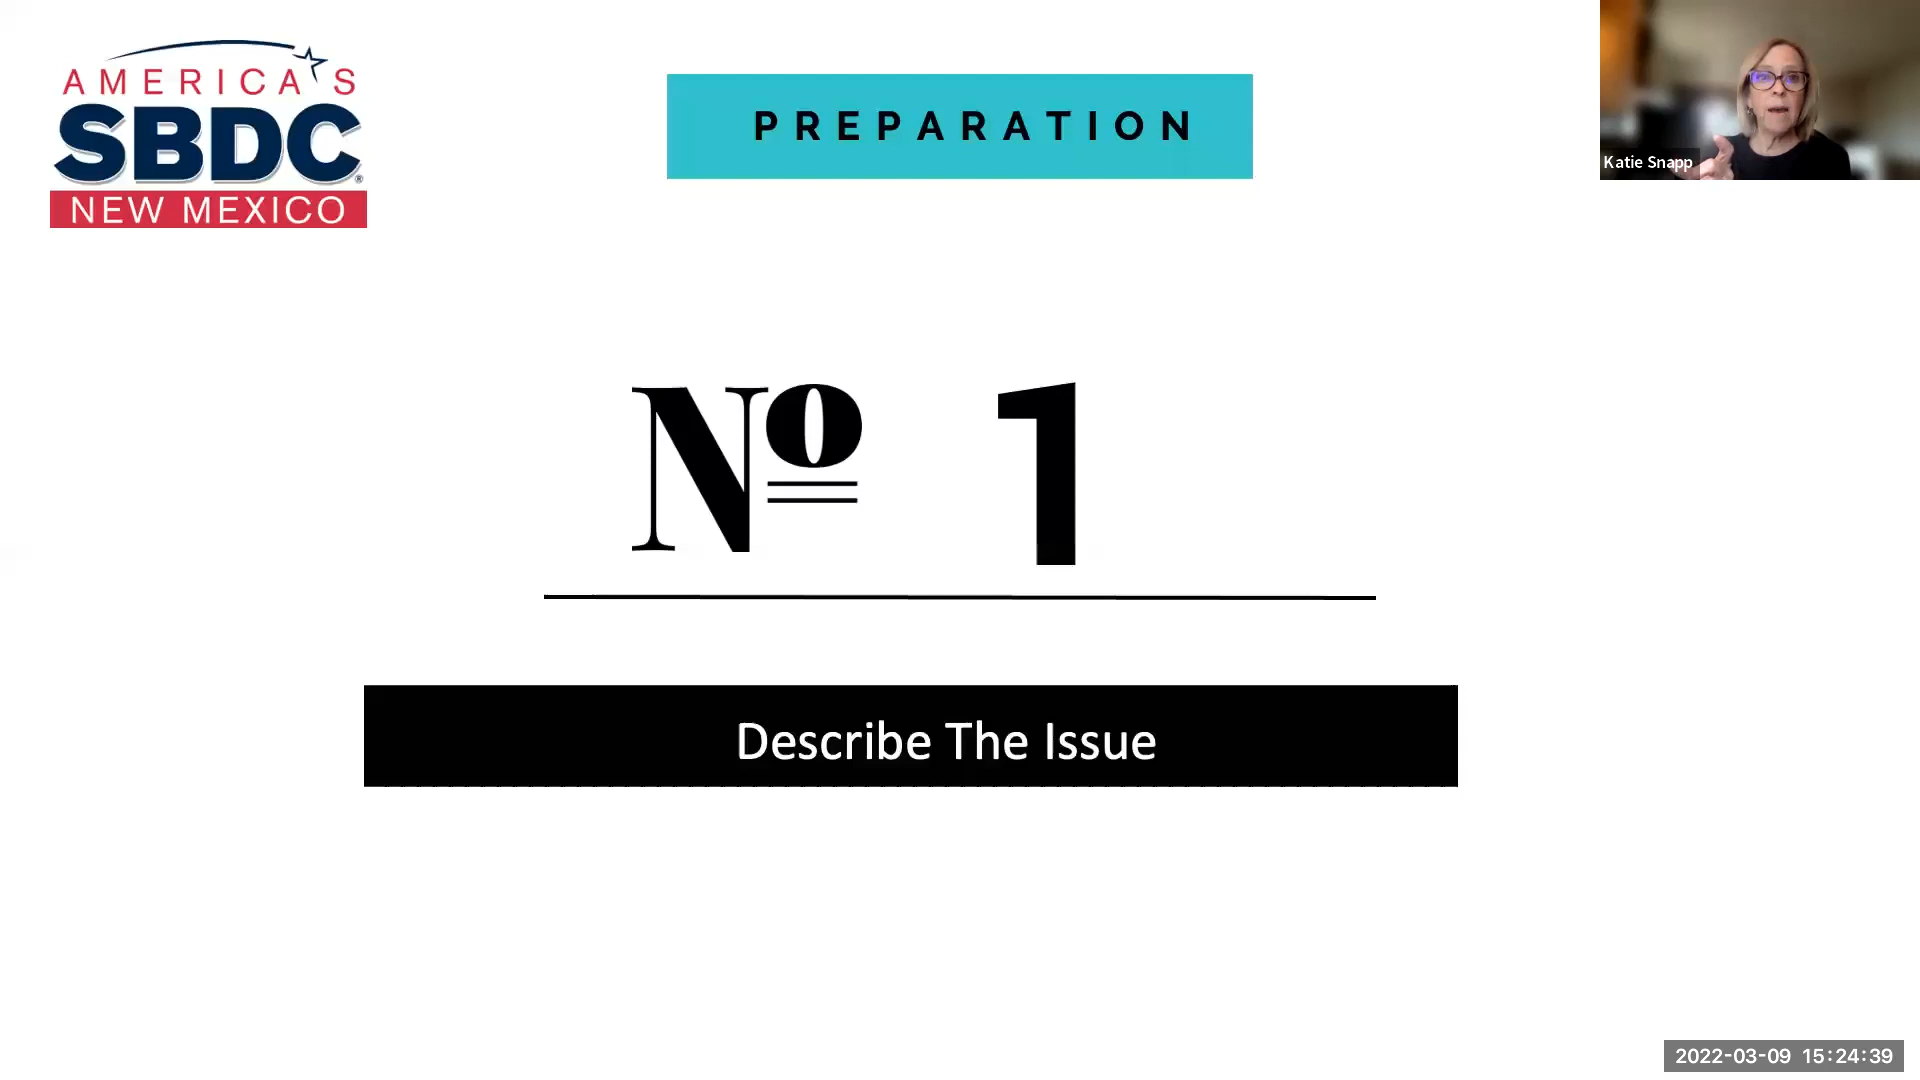 AMERICA'S
SBDC®
NEW MEXICO
PREPARATION
Katie Snapp
Nº 1
Describe The Issue
2022-03-09 15:24:39